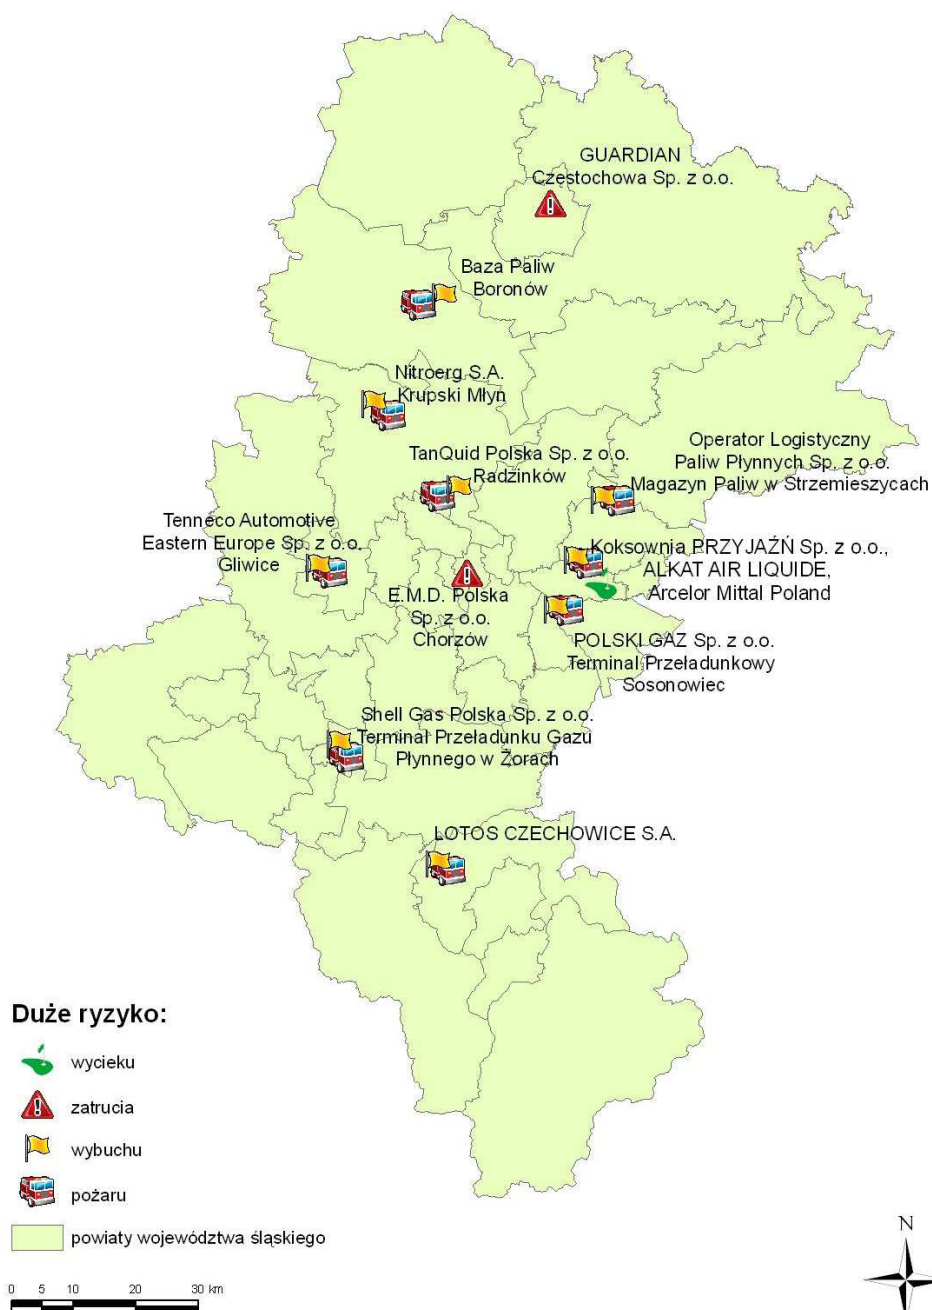 GUARDIAN
Częstochowa Sp. z o.o.
Baza Paliw
Boronów
Nitroerg S.A.
Krupski Młyn
TanQuid Polska Sp. z o.o.
Radzinków
Operator Logistyczny
Paliw Płynnych Sp. z o.o.
Magazyn Paliw w Strzemieszycach
Tenneco Automotive
Eastern Europe Sp. z o.o.
Gliwice
Koksownia PRZYJAŹŃ Sp. z o.o.,
ALKAT AIR LIQUIDE,
Arcelor Mittal Poland
E.M.D. Polska
Sp. z o.o.
Chorzów
POLSKI GAZ Sp. z o.o.
Terminal Przeładunkowy
Sosonowiec
Shell Gas Polska Sp. z o.o.
Terminal Przeładunku Gazu
Płynnego w Żorach
LOTOS CZECHOWICE S.A.
Duże ryzyko:
wycieku
zatrucia
wybuchu
pożaru
powiaty województwa śląskiego
N
0 5 10 20 30 km